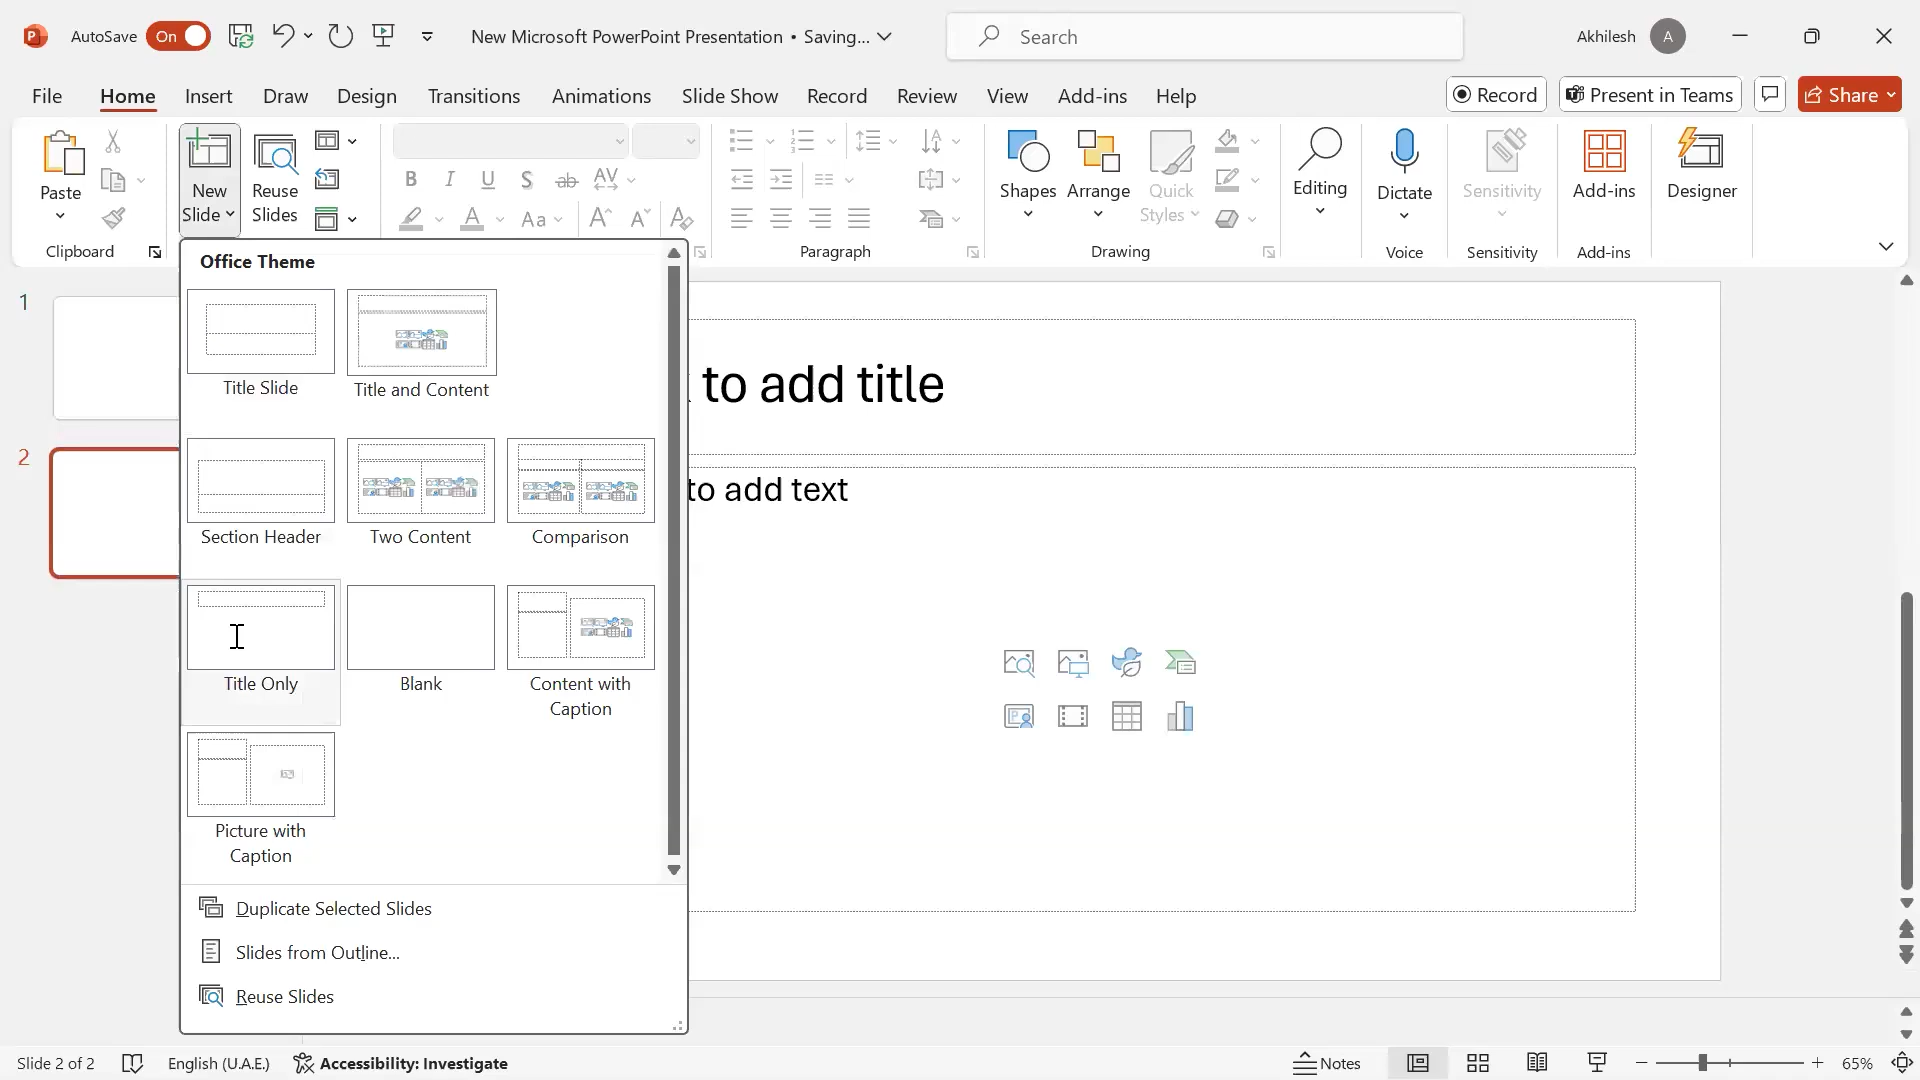 AutoSave On New Microsoft PowerPoint Presentation • Saving... Search Akhilesh A
File Home Insert Draw Design Transitions Animations Slide Show Record Review View Add-ins Help Record Present in Teams Share
Paste New Slide Reuse Slides B I U S ab AV Aa A A A A Shapes Arrange Quick Styles Editing Dictate Sensitivity Add-ins Designer
Clipboard Paragraph Drawing Voice Sensitivity Add-ins
Office Theme
Title Slide Title and Content
Section Header Two Content Comparison
Title Only Blank Content with
Caption
Picture with
Caption
Duplicate Selected Slides
Slides from Outline...
Reuse Slides
1
2
to add title
to add text
Slide 2 of 2 English (U.A.E.) Accessibility: Investigate Notes 65%